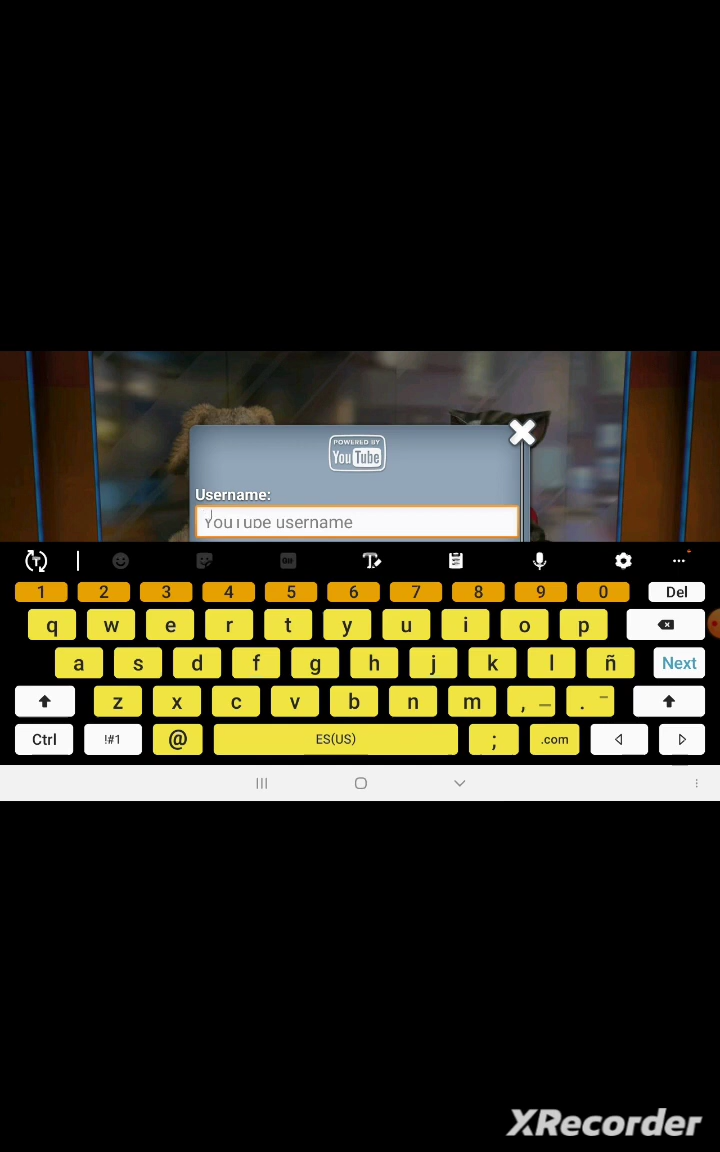 POWERED BY
YouTube
Username:
YouTube username
GIF
1 2 3 4 5 6 7 8 9 0 Del
q w e r t y u i o p
a s d f g h j k l ñ Next
z x c v b n m , _ . -
Ctrl !#1 @ ES(US) ; .com
XRecorder